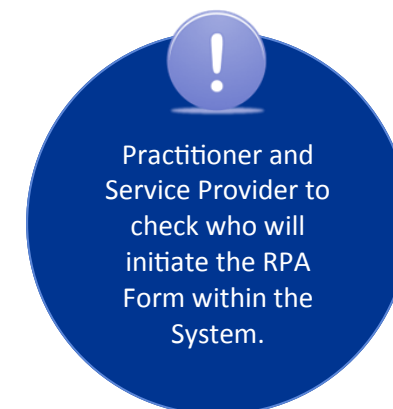 Practitioner and
Service Provider to
check who will
initiate the RPA
Form within the
System.